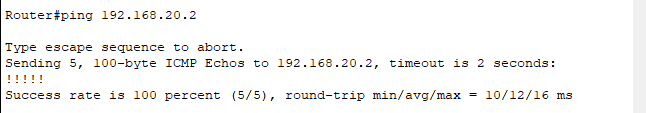 Router#ping 192.168.20.2
Type escape sequence to abort.
Sending 5, 100-byte ICMP Echos to 192.168.20.2, timeout is 2 seconds:
!!!!!
Success rate is 100 percent (5/5), round-trip min/avg/max = 10/12/16 ms